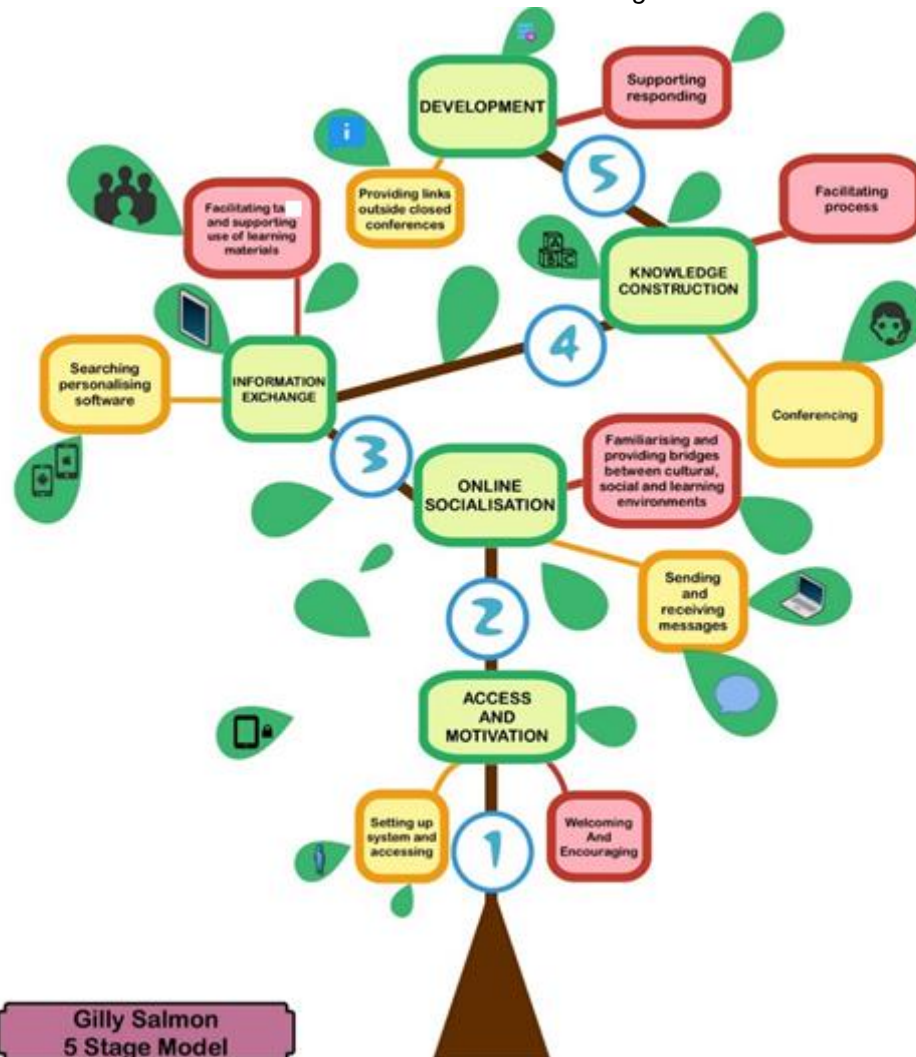 DEVELOPMENT
Supporting
responding
5
Providing links
outside closed
conferences
Facilitating ta
and supporting
use of learning
materials
Facilitating
process
A
B C
KNOWLEDGE
CONSTRUCTION
4
INFORMATION
EXCHANGE
Searching
personalising
software
Conferencing
3
Familiarising and
providing bridges
between cultural,
social and learning
environments
ONLINE
SOCIALISATION
Sending
and
receiving
messages
2
ACCESS
AND
MOTIVATION
Setting up
system and
accessing
1
Welcoming
And
Encouraging
Gilly Salmon
5 Stage Model